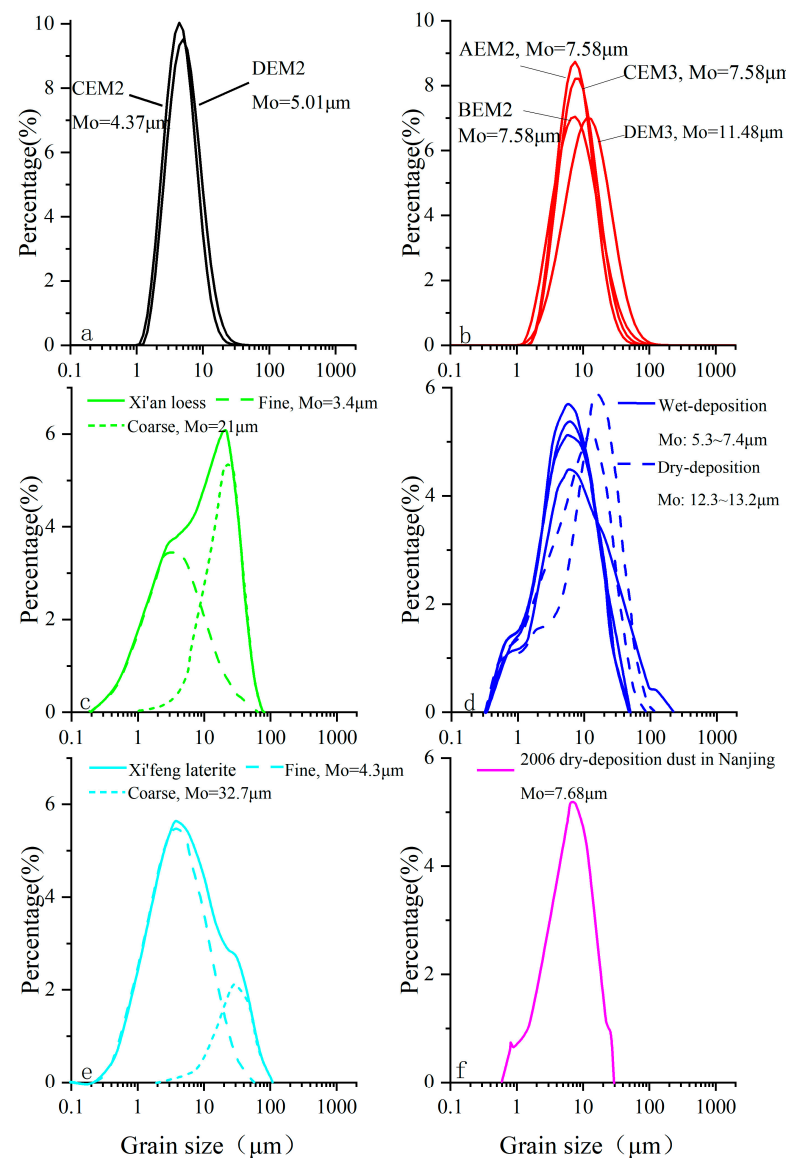 10
8
6
4
2
0
Percentage(%)
CEM2
Mo=4.37μm
DEM2
Mo=5.01μm
a
0.1 1 10 100 1000
10
8
6
4
2
0
Percentage(%)
AEM2, Mo=7.58μm
CEM3, Mo=7.58μm
BEM2
Mo=7.58μm
DEM3, Mo=11.48μm
b
0.1 1 10 100 1000
6
4
2
0
Percentage(%)
Xi'an loess Fine, Mo=3.4μm
Coarse, Mo=21μm
c
0.1 1 10 100 1000
6
4
2
0
Percentage(%)
Wet-deposition
Mo: 5.3~7.4μm
Dry-deposition
Mo: 12.3~13.2μm
d
0.1 1 10 100 1000
6
4
2
0
Percentage(%)
Xi'feng laterite Fine, Mo=4.3μm
Coarse, Mo=32.7μm
e
0.1 1 10 100 1000
Grain size（μm）
6
4
2
0
Percentage(%)
2006 dry-deposition dust in Nanjing
Mo=7.68μm
f
0.1 1 10 100 1000
Grain size（μm）